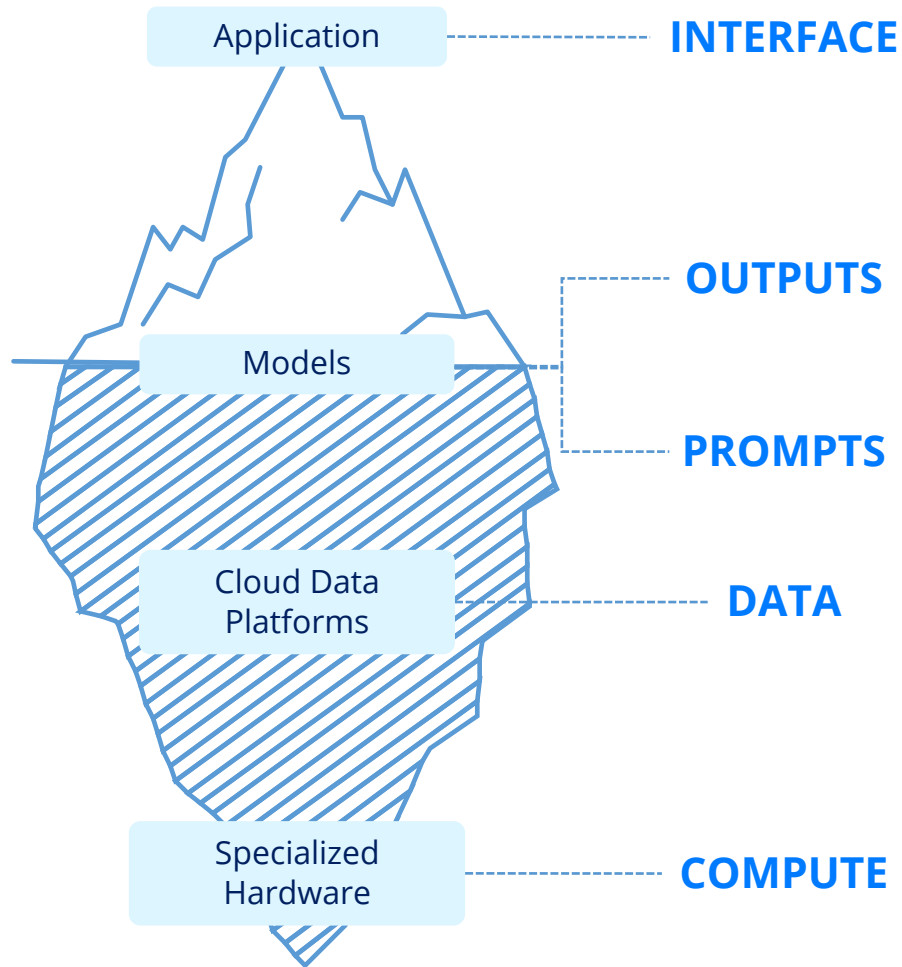 Application
INTERFACE
OUTPUTS
Models
PROMPTS
Cloud Data
Platforms
DATA
Specialized
Hardware
COMPUTE